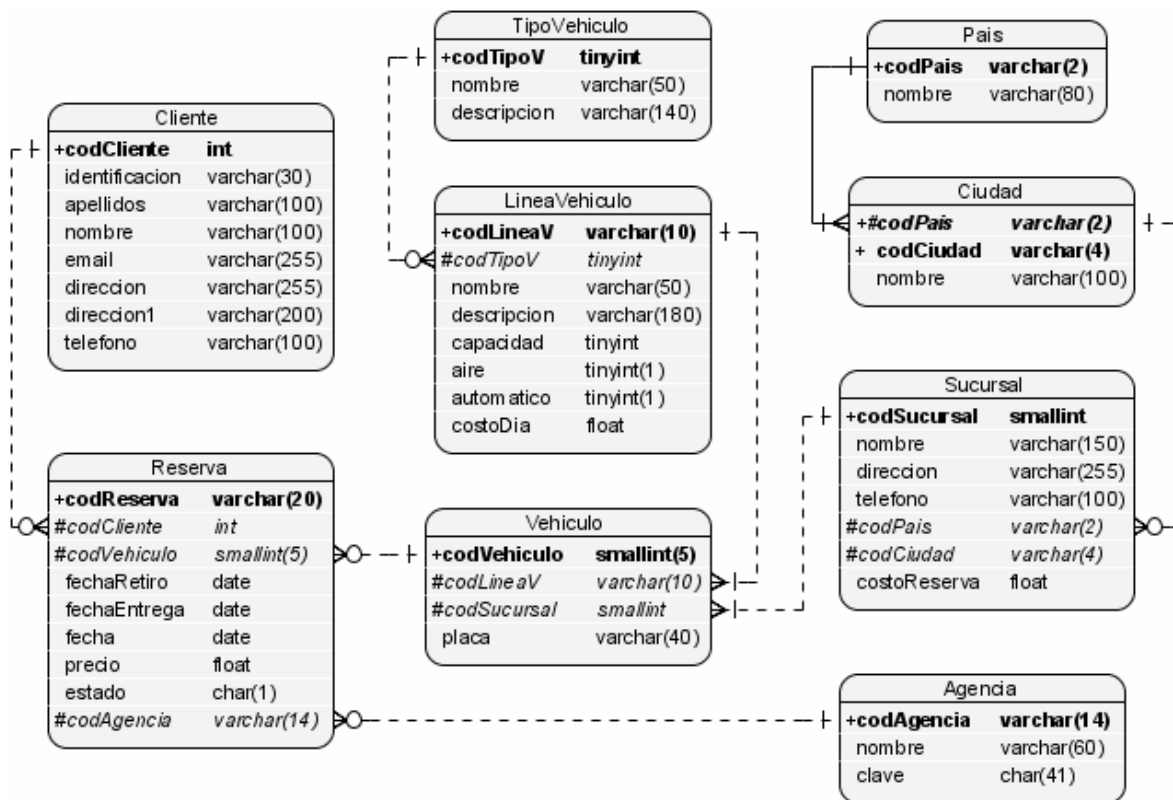 TipoVehiculo
+codTipoV tinyint
nombre varchar(50)
descripcion varchar(140)
Pais
+codPais varchar(2)
nombre varchar(80)
Cliente
+codCliente int
identificacion varchar(30)
apellidos varchar(100)
nombre varchar(100)
email varchar(255)
direccion varchar(255)
direccion1 varchar(200)
telefono varchar(100)
LineaVehiculo
+codLineaV varchar(10)
#codTipoV tinyint
nombre varchar(50)
descripcion varchar(180)
capacidad tinyint
aire tinyint(1)
automatico tinyint(1)
costoDia float
Ciudad
+#codPais varchar(2)
+ codCiudad varchar(4)
nombre varchar(100)
Sucursal
+codSucursal smallint
nombre varchar(150)
direccion varchar(255)
telefono varchar(100)
#codPais varchar(2)
#codCiudad varchar(4)
costoReserva float
Reserva
+codReserva varchar(20)
#codCliente int
#codVehiculo smallint(5)
fechaRetiro date
fechaEntrega date
fecha date
precio float
estado char(1)
#codAgencia varchar(14)
Vehiculo
+codVehiculo smallint(5)
#codLineaV varchar(10)
#codSucursal smallint
placa varchar(40)
Agencia
+codAgencia varchar(14)
nombre varchar(60)
clave char(41)